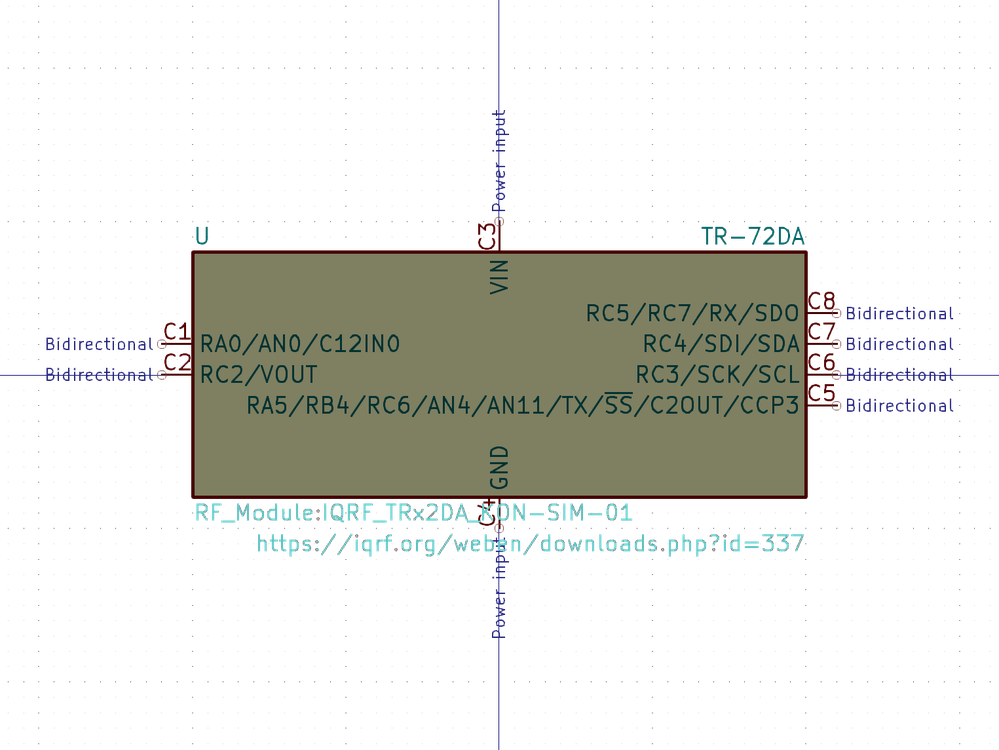 Power input
C3
U
TR-72DA
VIN
RC5/RC7/RX/SDO
C8
Bidirectional
Bidirectional
C1
RA0/AN0/C12IN0
RC4/SDI/SDA
C7
Bidirectional
Bidirectional
C2
RC2/VOUT
RC3/SCK/SCL
C6
Bidirectional
RA5/RB4/RC6/AN4/AN11/TX/SS/C2OUT/CCP3
C5
Bidirectional
GND
C4
RF_Module:IQRF_TRx2DA_KON-SIM-01
https://iqrf.org/weben/downloads.php?id=337
Power input